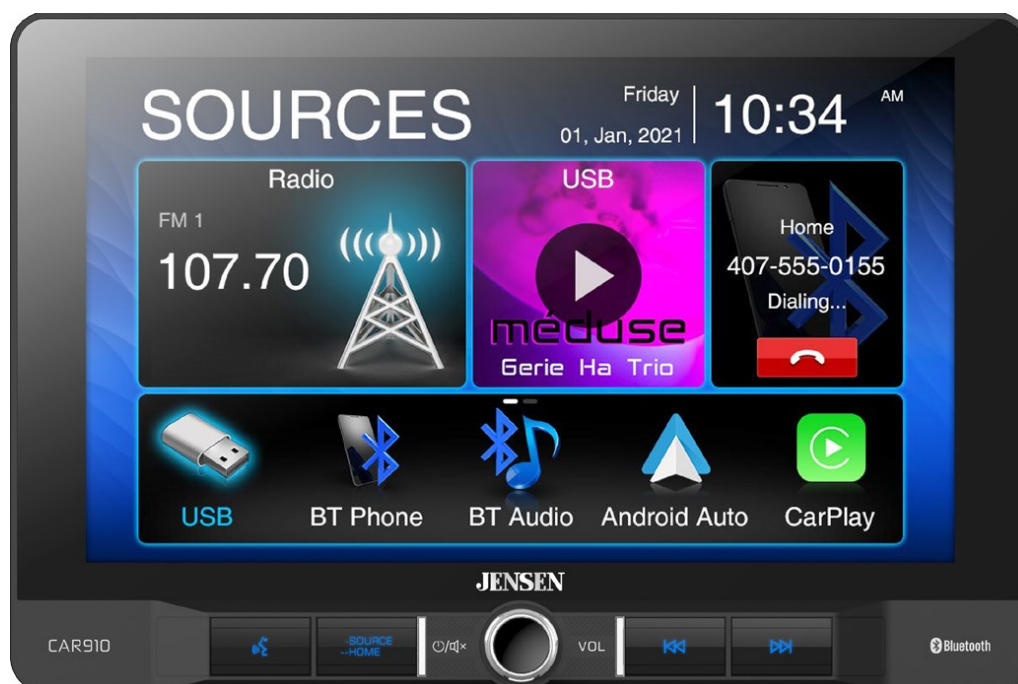 SOURCES
Friday
01, Jan, 2021
10:34
AM
Radio
FM 1
107.70
USB
méduse
Gerie Ha Trio
Home
407-555-0155
Dialing...
USB
BT Phone
BT Audio
Android Auto
CarPlay
JENSEN
CAR910
-SOURCE
--HOME
VOL
Bluetooth